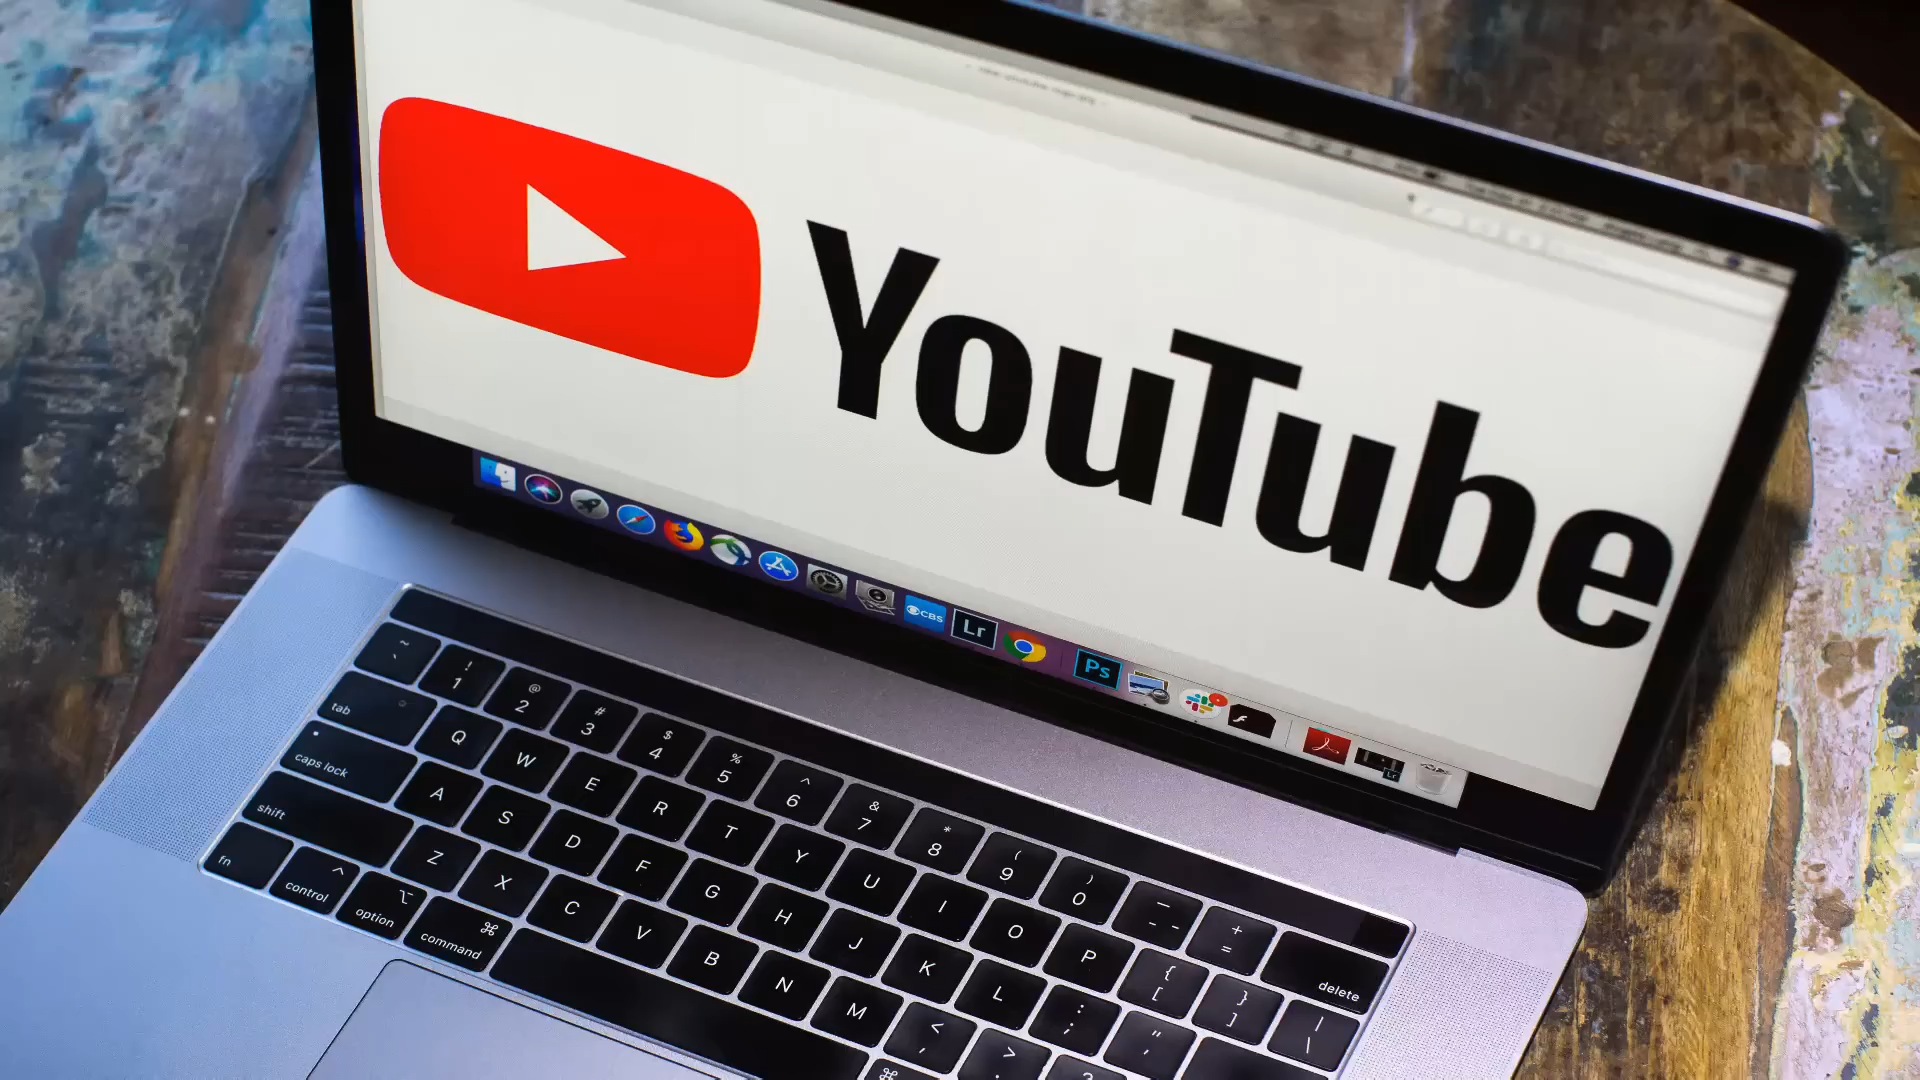 YouTube
CBS
Lr
Ps
Lr
~
`
! 1
@ 2
# 3
$ 4
% 5
^ 6
& 7
* 8
( 9
) 0
_ -
+ =
delete
tab
Q W E R T Y U I O P
{ [
} ]
| \
caps lock
A S D F G H J K L
: ;
" '
shift
Z X C V B N M
< ,
> .
?
fn
^ control
⌥ option
⌘ command
⌘